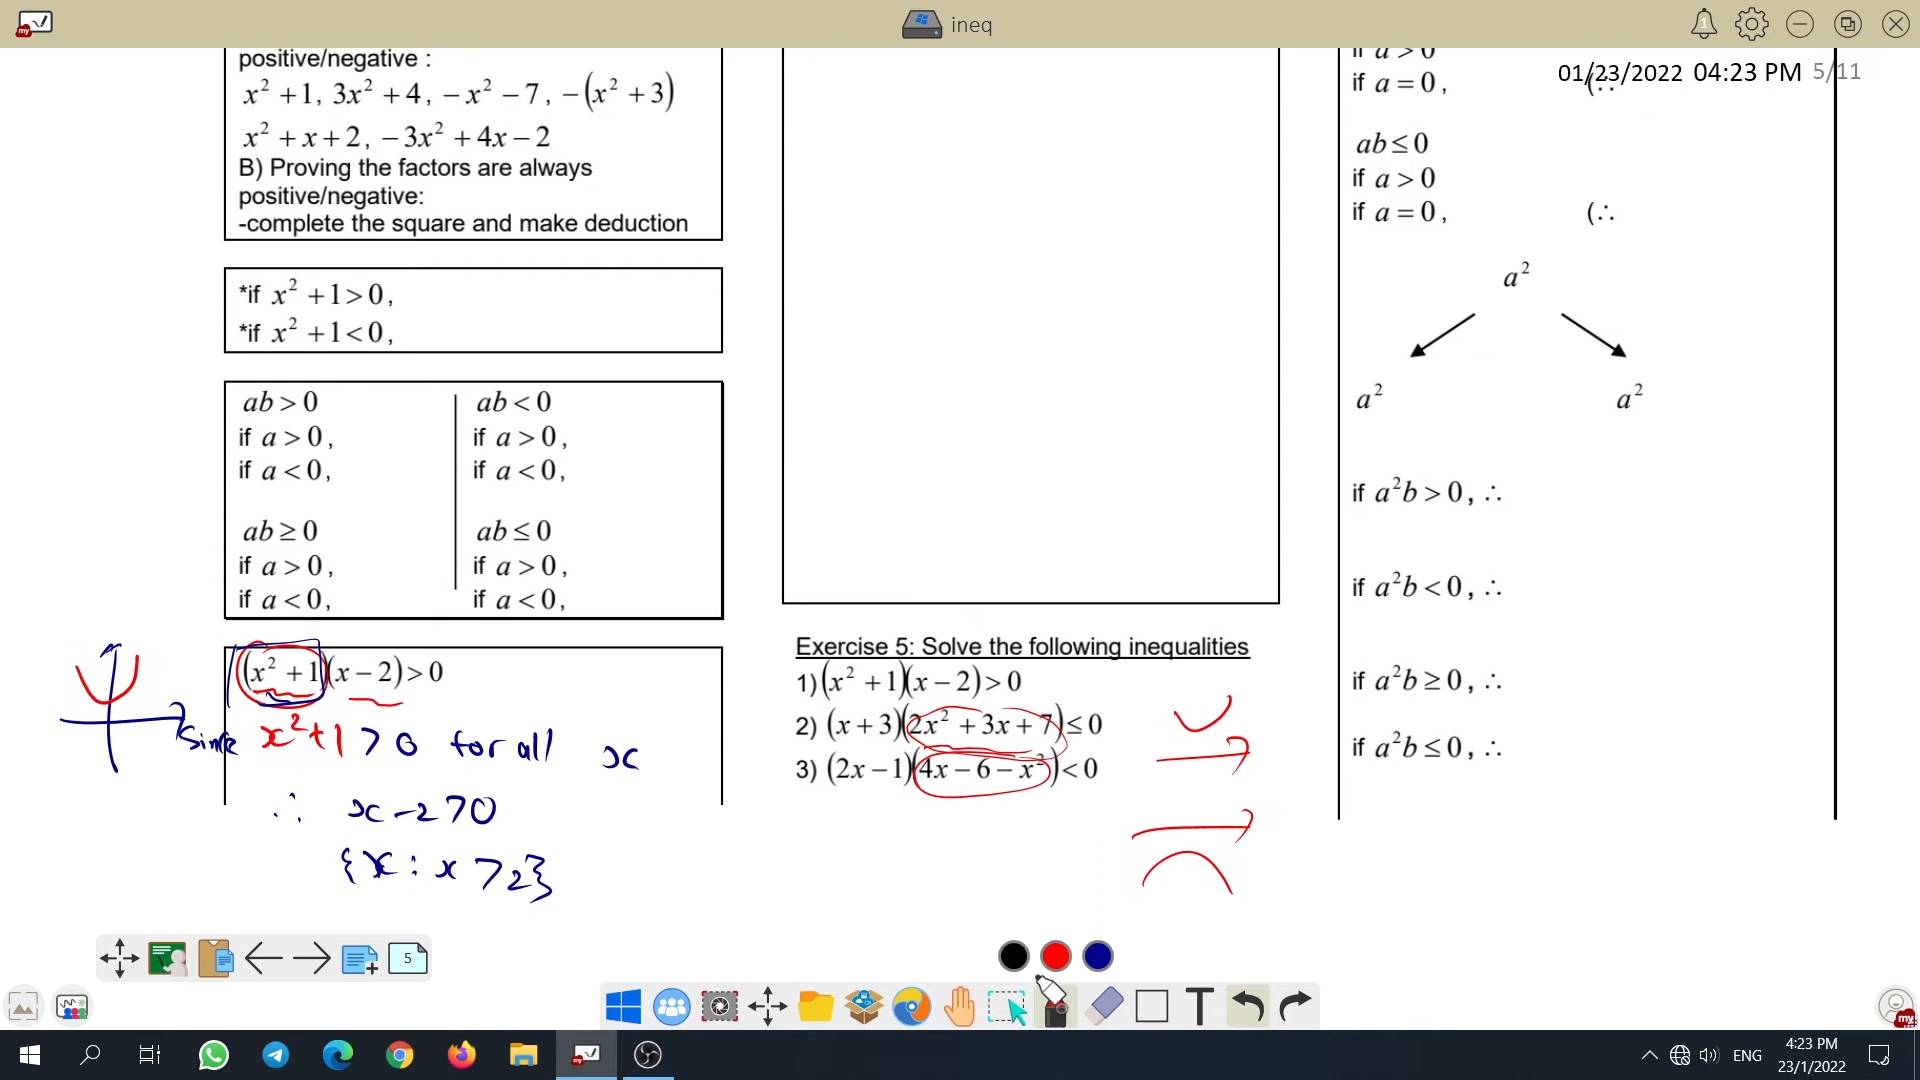 ineq
01/23/2022 04:23 PM 5/11
positive/negative :
x² +1, 3x² +4, −x² −7, −(x² +3)
x² + x + 2, −3x² + 4x − 2
B) Proving the factors are always
positive/negative:
-complete the square and make deduction
*if x² +1 > 0,
*if x² +1 < 0,
ab > 0
if a > 0,
if a < 0,
ab ≥ 0
if a > 0,
if a < 0,
ab < 0
if a > 0,
if a < 0,
ab ≤ 0
if a > 0,
if a < 0,
(x² +1)(x − 2) > 0
since x²+1 > 0 for all x
∴ x−2 > 0
{x : x > 2}
Exercise 5: Solve the following inequalities
1) (x² +1)(x − 2) > 0
2) (x + 3)(2x² + 3x + 7) ≤ 0
3) (2x − 1)(4x − 6 − x²) < 0
if a > 0
if a = 0, (∴
ab ≤ 0
if a > 0
if a = 0, (∴
a²
a² a²
if a²b > 0, ∴
if a²b < 0, ∴
if a²b ≥ 0, ∴
if a²b ≤ 0, ∴
5
T
ENG
4:23 PM
23/1/2022